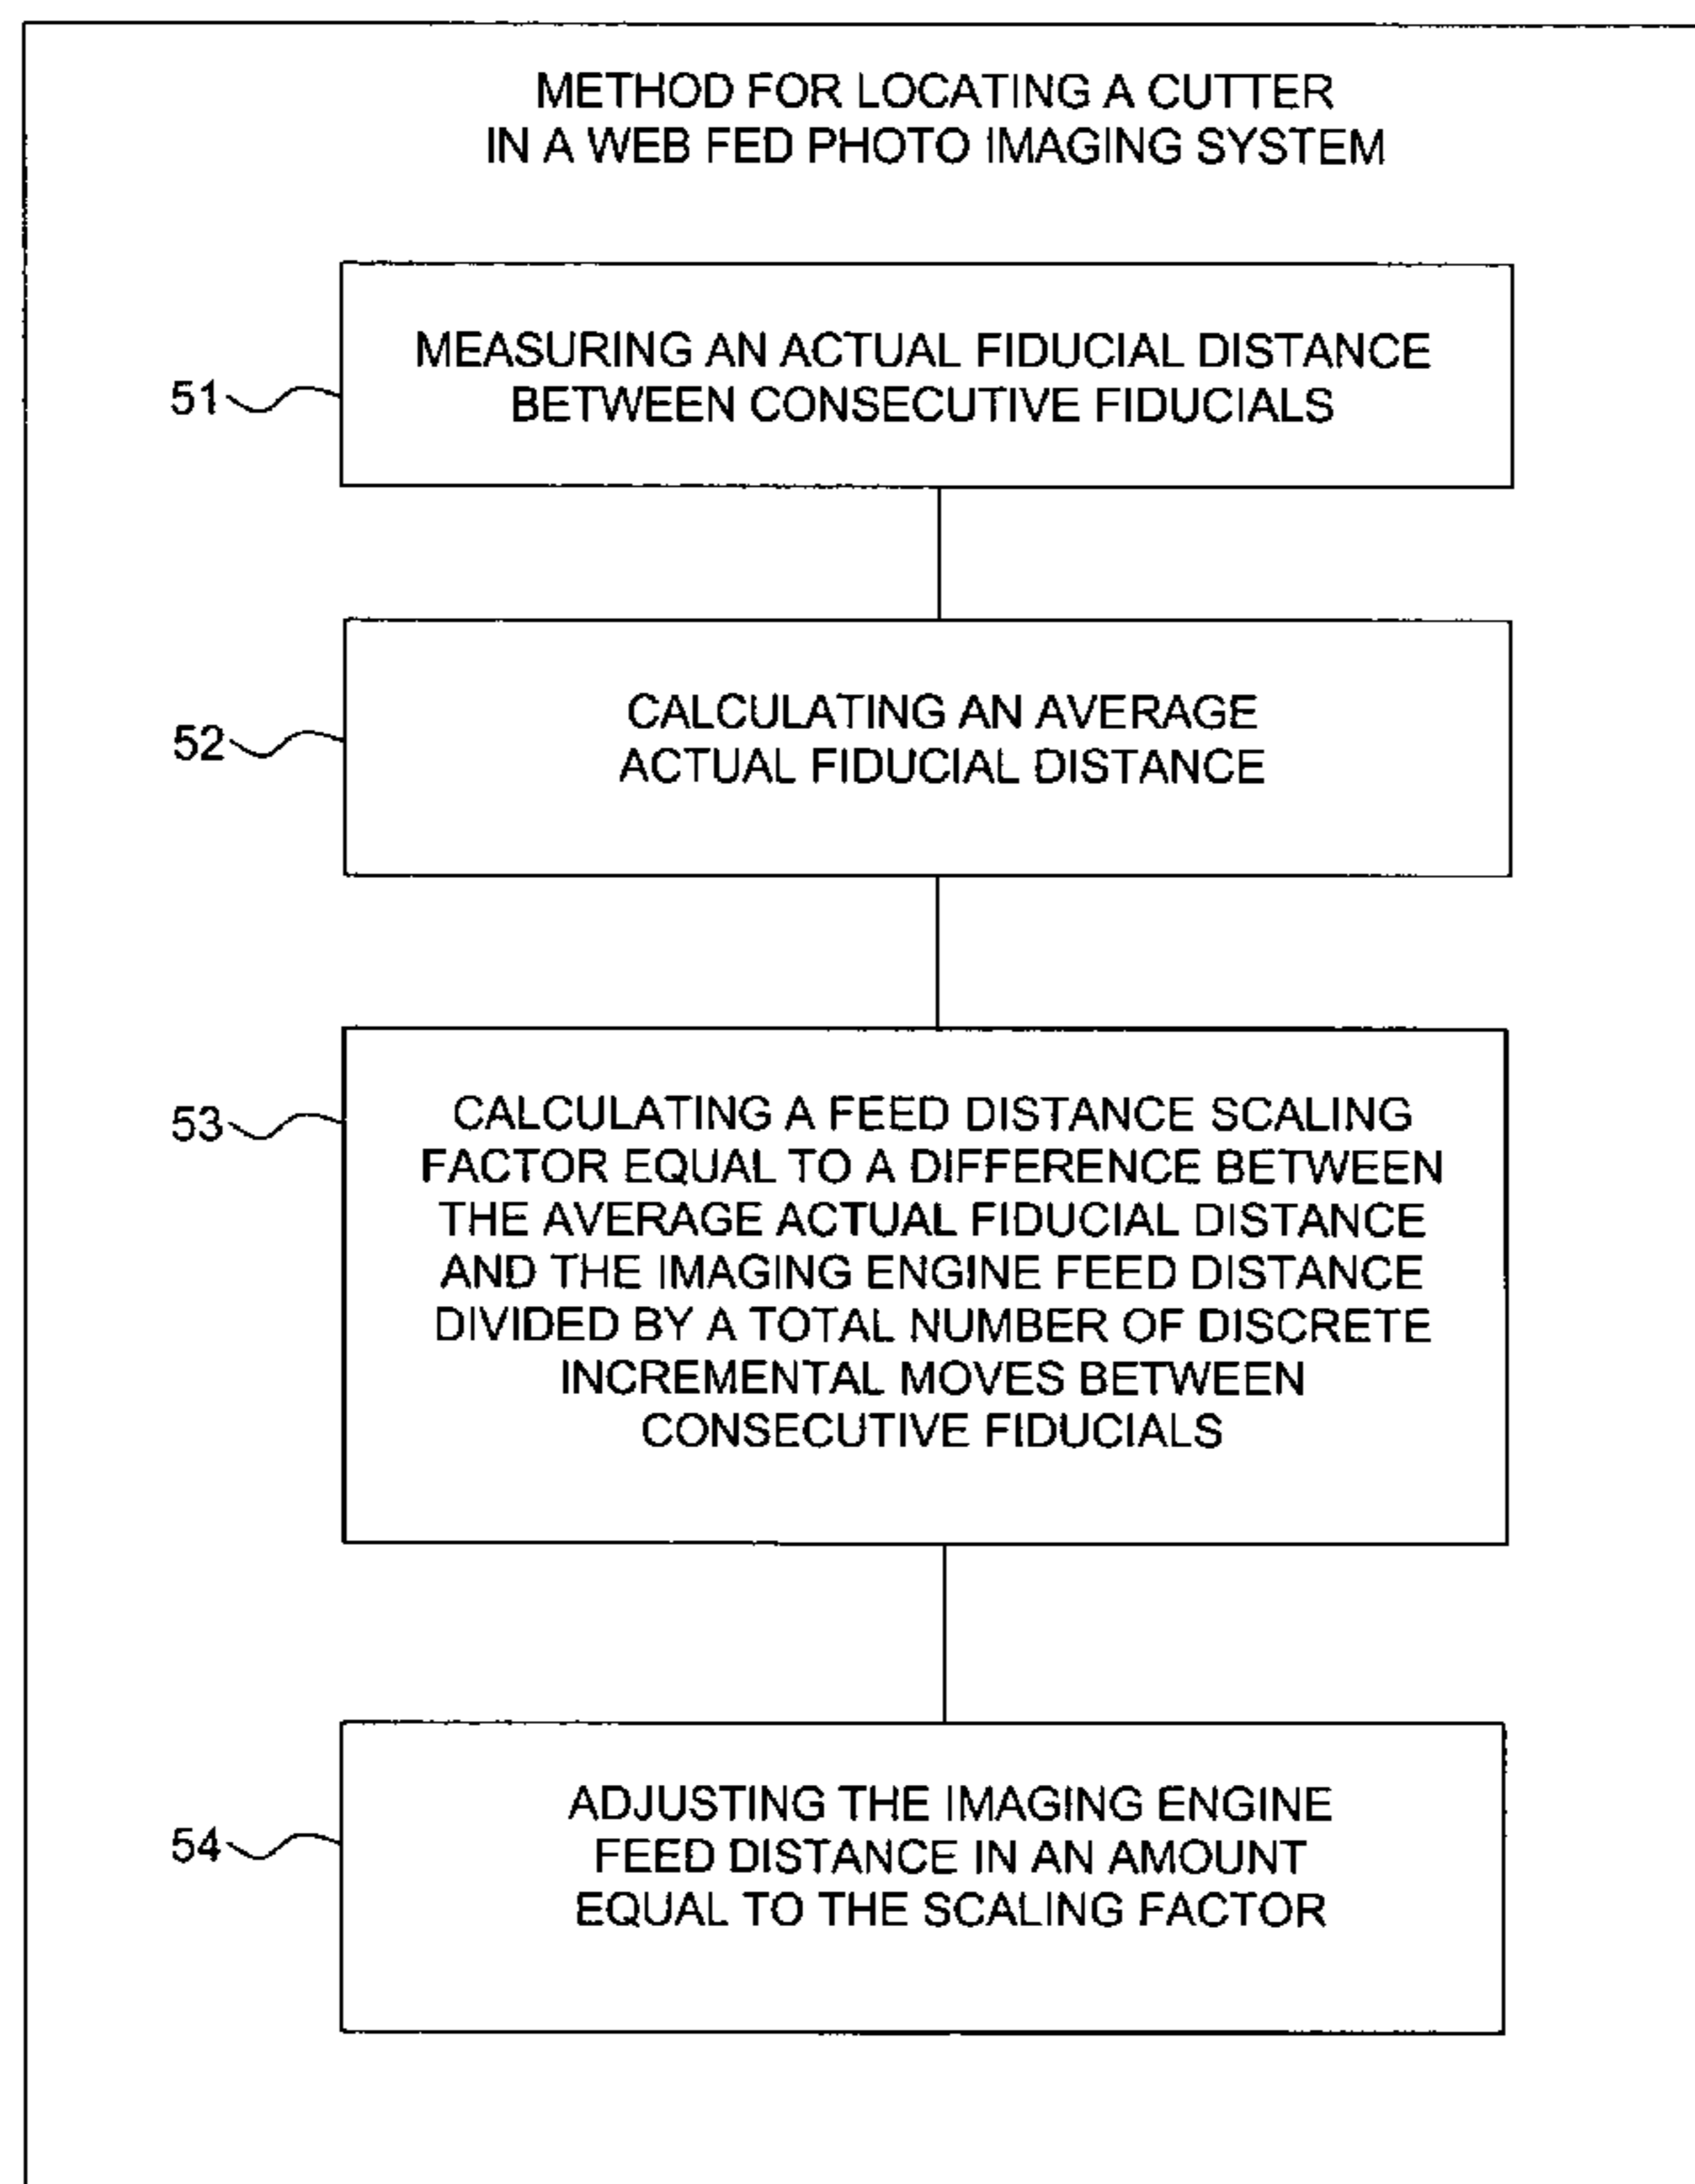 METHOD FOR LOCATING A CUTTER
IN A WEB FED PHOTO IMAGING SYSTEM
MEASURING AN ACTUAL FIDUCIAL DISTANCE
BETWEEN CONSECUTIVE FIDUCIALS
51
CALCULATING AN AVERAGE
ACTUAL FIDUCIAL DISTANCE
52
CALCULATING A FEED DISTANCE SCALING
FACTOR EQUAL TO A DIFFERENCE BETWEEN
THE AVERAGE ACTUAL FIDUCIAL DISTANCE
AND THE IMAGING ENGINE FEED DISTANCE
DIVIDED BY A TOTAL NUMBER OF DISCRETE
INCREMENTAL MOVES BETWEEN
CONSECUTIVE FIDUCIALS
53
ADJUSTING THE IMAGING ENGINE
FEED DISTANCE IN AN AMOUNT
EQUAL TO THE SCALING FACTOR
54